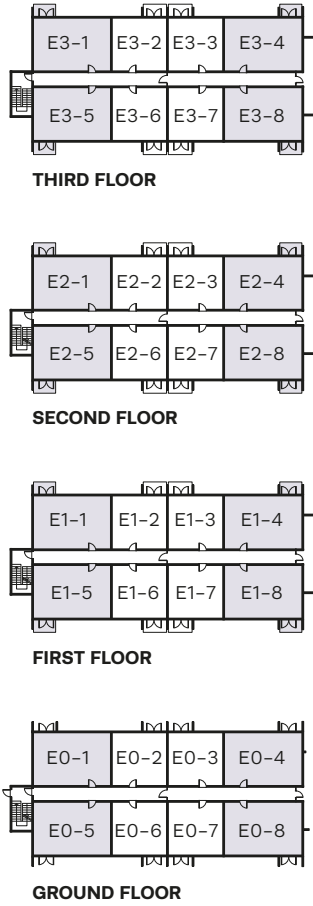 E3–1 E3–2 E3–3 E3–4
E3–5 E3–6 E3–7 E3–8
THIRD FLOOR
E2–1 E2–2 E2–3 E2–4
E2–5 E2–6 E2–7 E2–8
SECOND FLOOR
E1–1 E1–2 E1–3 E1–4
E1–5 E1–6 E1–7 E1–8
FIRST FLOOR
E0–1 E0–2 E0–3 E0–4
E0–5 E0–6 E0–7 E0–8
GROUND FLOOR